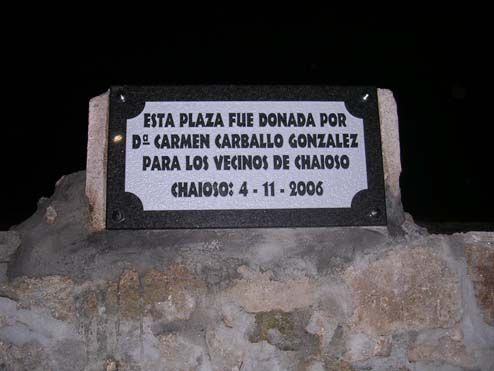 ESTA PLAZA FUE DONADA POR
Dª CARMEN CARBALLO GONZALEZ
PARA LOS VECINOS DE CHAIOSO
CHAIOSO: 4 - 11 - 2006